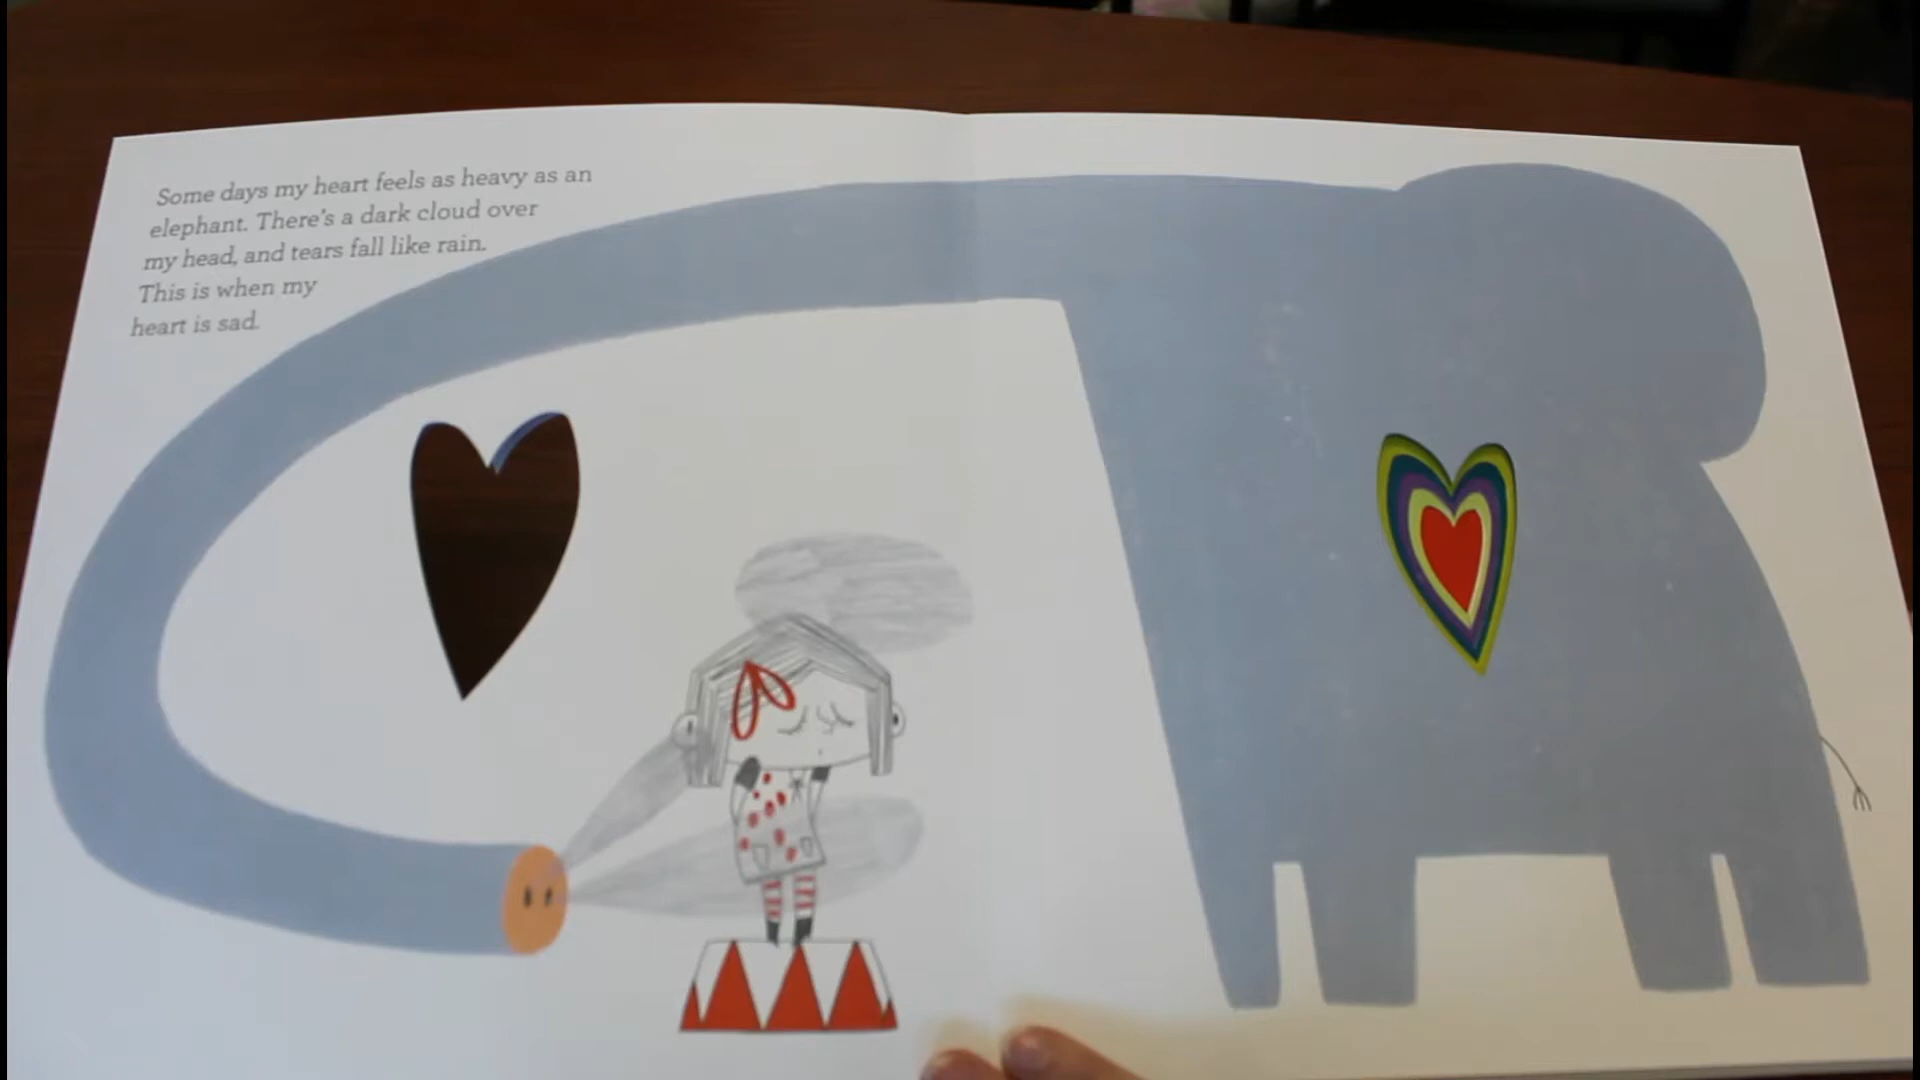 Some days my heart feels as heavy as an
elephant. There's a dark cloud over
my head, and tears fall like rain.
This is when my
heart is sad.